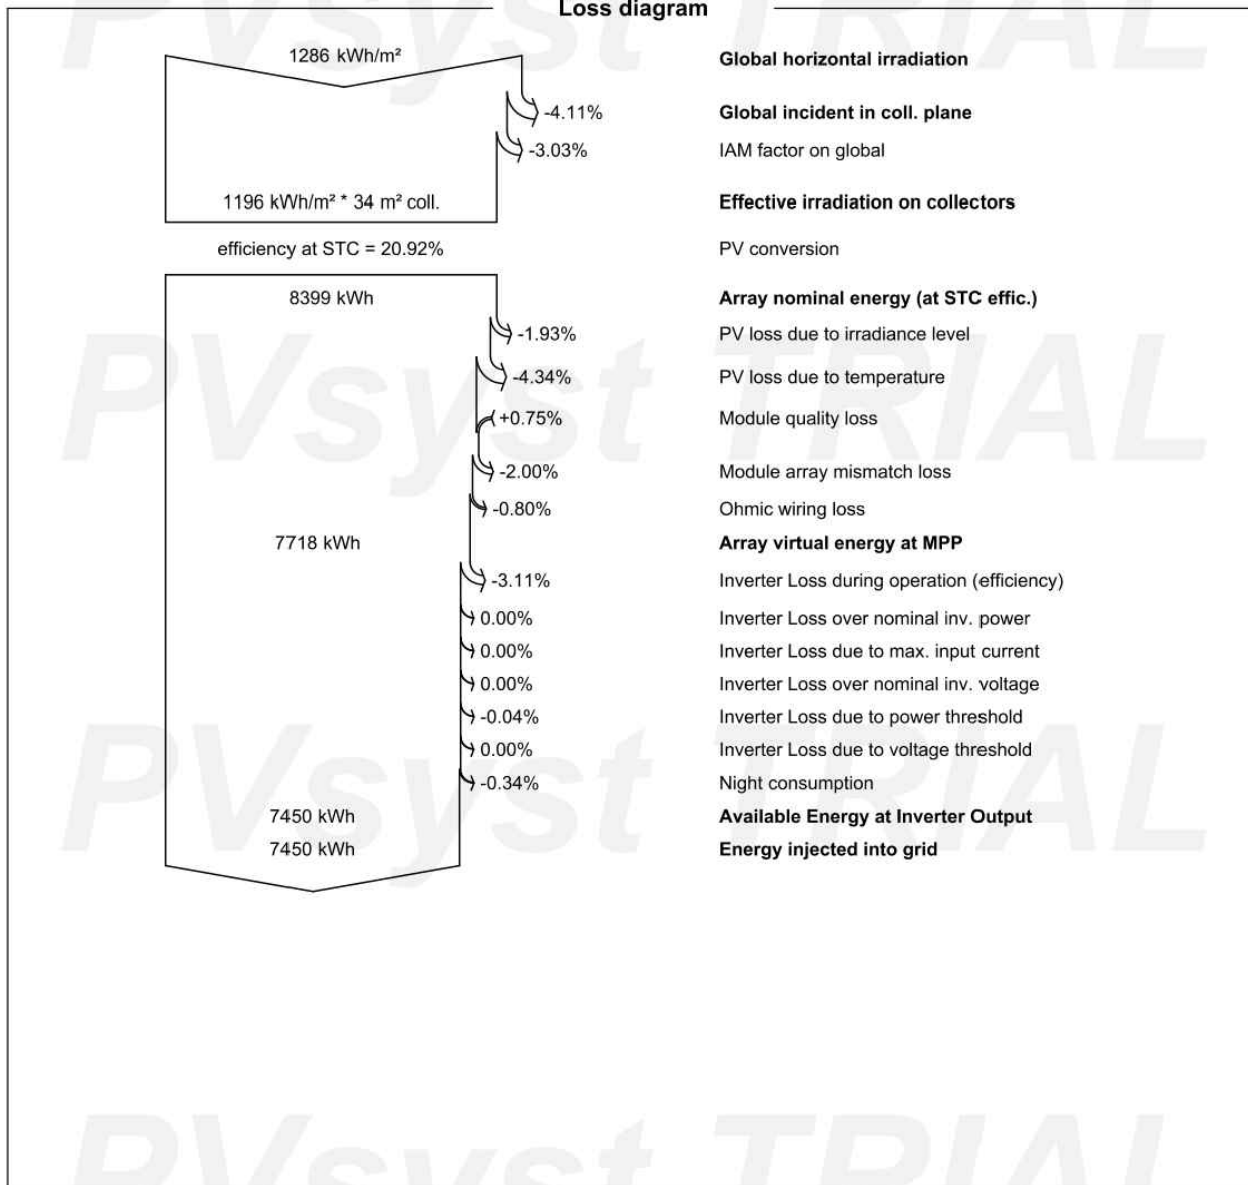 Loss diagram
1286 kWh/m² Global horizontal irradiation
-4.11% Global incident in coll. plane
-3.03% IAM factor on global
1196 kWh/m² * 34 m² coll. Effective irradiation on collectors
efficiency at STC = 20.92% PV conversion
8399 kWh Array nominal energy (at STC effic.)
-1.93% PV loss due to irradiance level
-4.34% PV loss due to temperature
+0.75% Module quality loss
-2.00% Module array mismatch loss
-0.80% Ohmic wiring loss
7718 kWh Array virtual energy at MPP
-3.11% Inverter Loss during operation (efficiency)
0.00% Inverter Loss over nominal inv. power
0.00% Inverter Loss due to max. input current
0.00% Inverter Loss over nominal inv. voltage
-0.04% Inverter Loss due to power threshold
0.00% Inverter Loss due to voltage threshold
-0.34% Night consumption
7450 kWh Available Energy at Inverter Output
7450 kWh Energy injected into grid
PVsyst TRIAL
PVsyst TRIAL
PVsyst TRIAL
PVsyst TRIAL